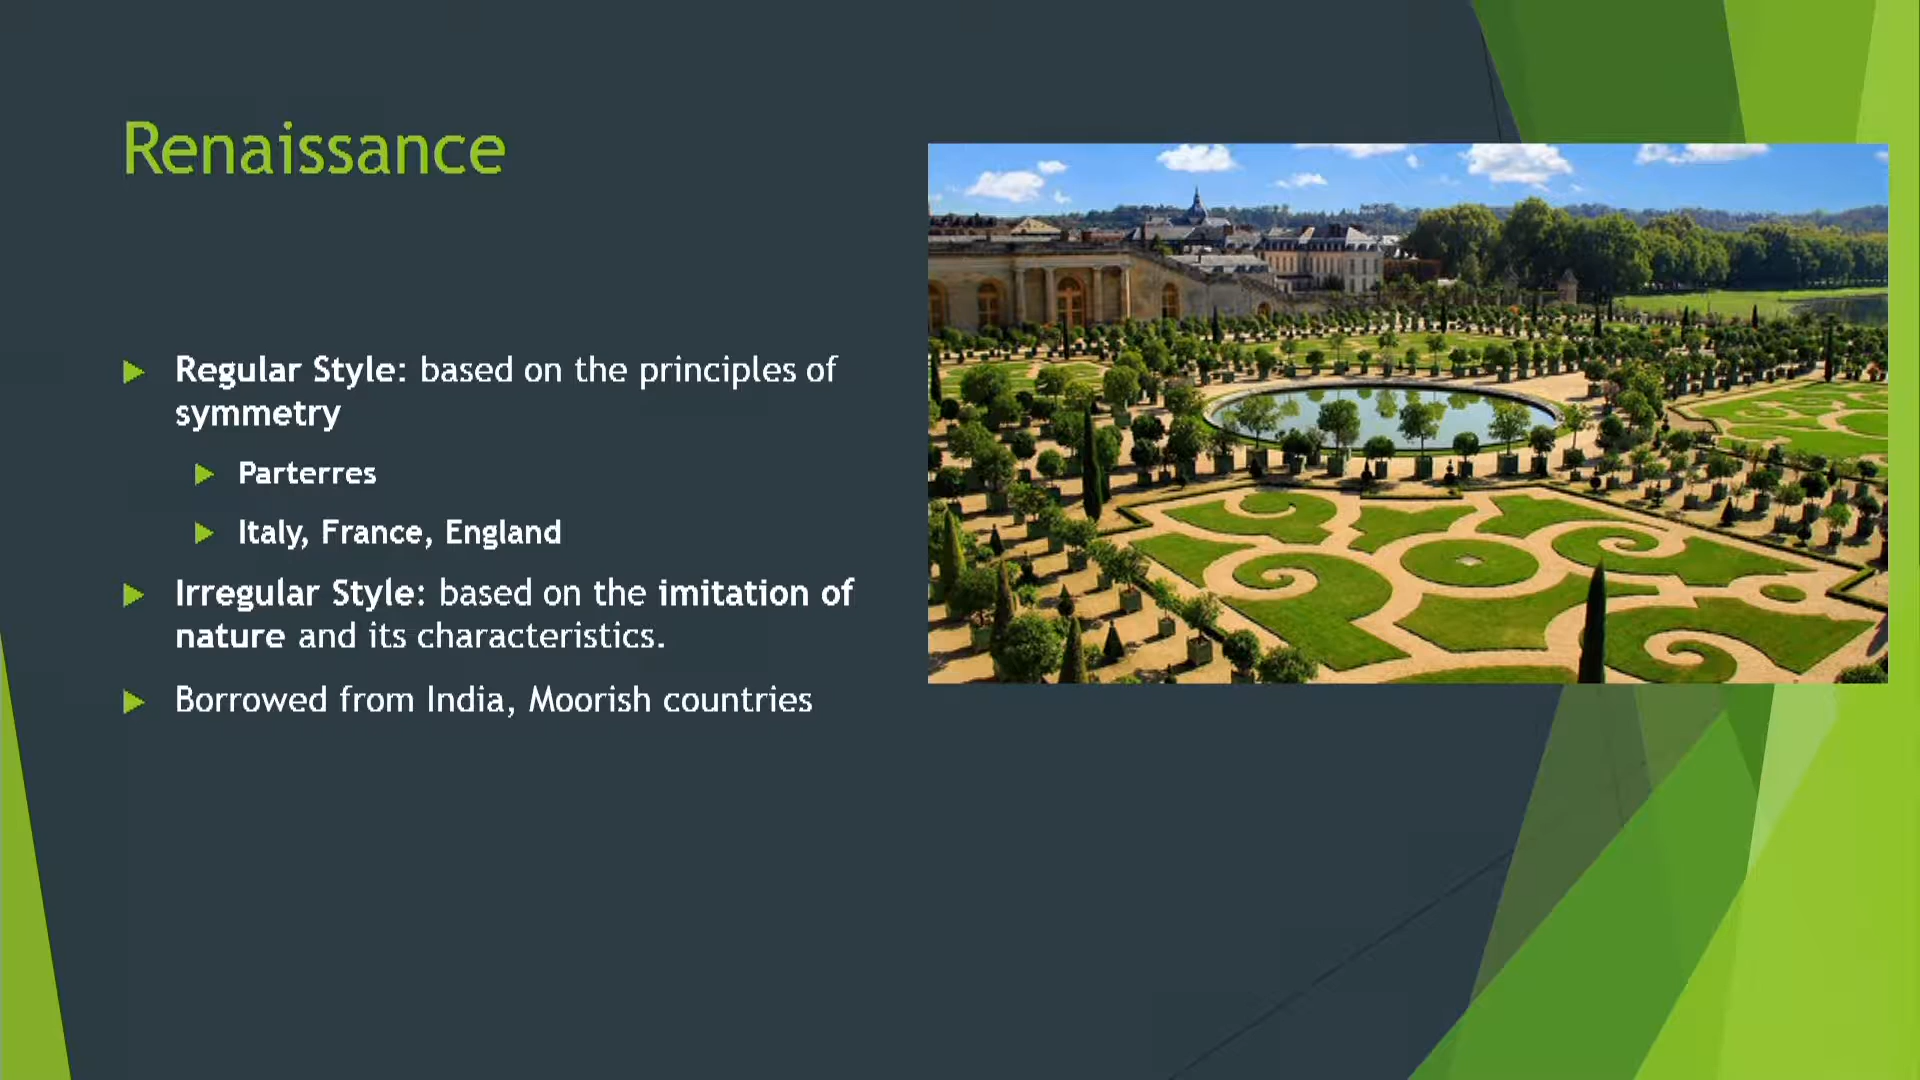 Renaissance
Regular Style: based on the principles of
symmetry
Parterres
Italy, France, England
Irregular Style: based on the imitation of
nature and its characteristics.
Borrowed from India, Moorish countries